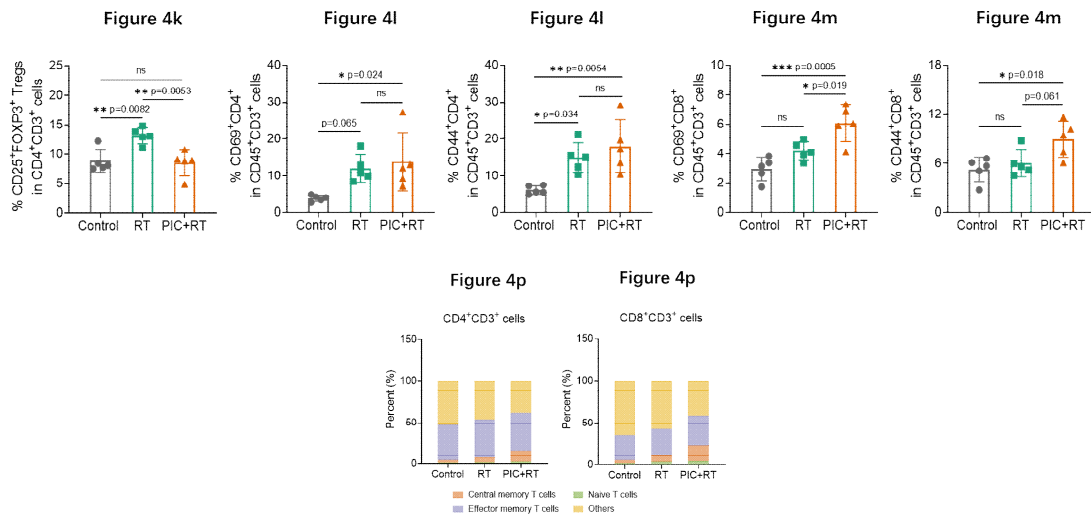 Figure 4k
Figure 4l
Figure 4l
Figure 4m
Figure 4m
% CD25⁺FOXP3⁺ Tregs
in CD4⁺CD3⁺ cells
25
20
15
10
5
0
ns
** p=0.0053
** p=0.0082
Control
RT
PIC+RT
% CD69⁺CD4⁺
in CD45⁺CD3⁺ cells
40
30
20
10
0
* p=0.024
ns
p=0.065
Control
RT
PIC+RT
% CD44⁺CD4⁺
in CD45⁺CD3⁺ cells
40
30
20
10
0
** p=0.0054
ns
* p=0.034
Control
RT
PIC+RT
% CD69⁺CD8⁺
in CD45⁺CD3⁺ cells
10
8
6
4
2
0
*** p=0.0005
* p=0.019
ns
Control
RT
PIC+RT
% CD44⁺CD8⁺
in CD45⁺CD3⁺ cells
18
12
6
0
* p=0.018
p=0.061
ns
Control
RT
PIC+RT
Figure 4p
Figure 4p
CD4⁺CD3⁺ cells
Percent (%)
150
100
50
0
Control
RT
PIC+RT
CD8⁺CD3⁺ cells
Percent (%)
150
100
50
0
Control
RT
PIC+RT
Central memory T cells
Naive T cells
Effector memory T cells
Others